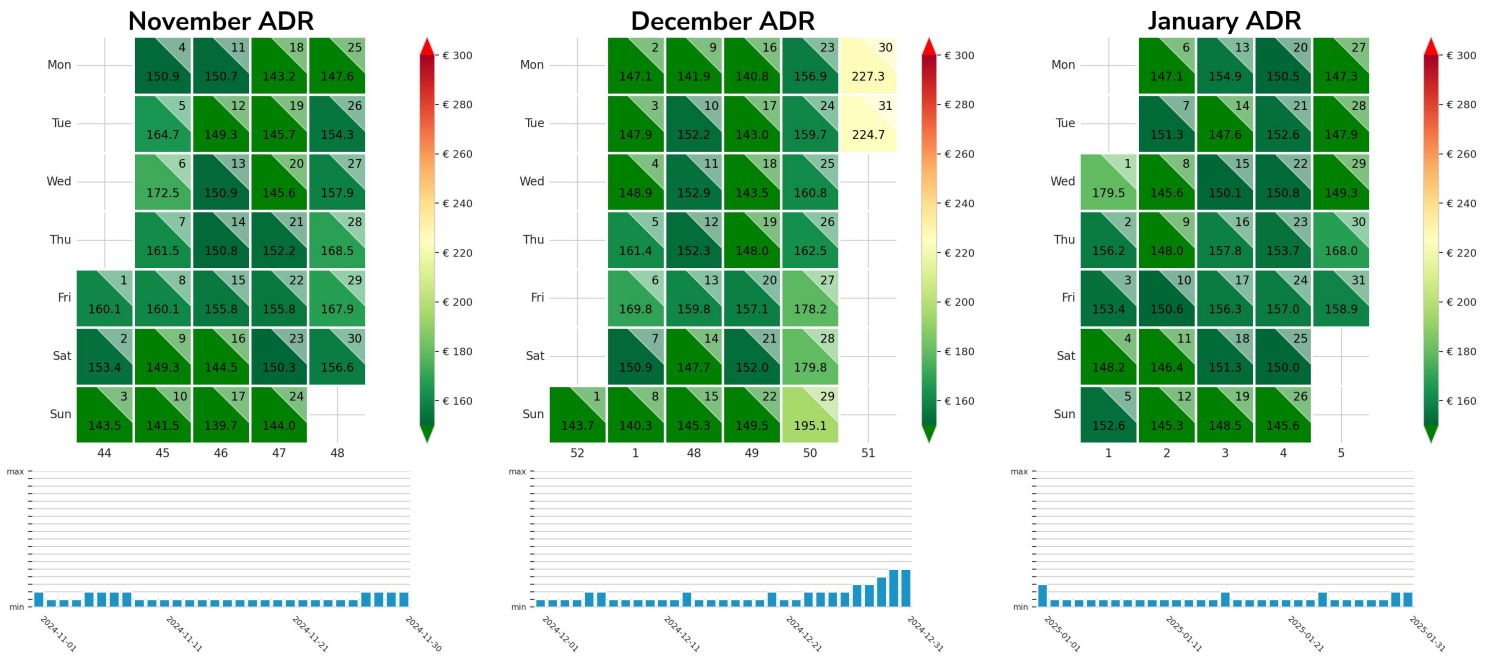 November ADR
4 11 18 25
Mon 150.9 150.7 143.2 147.6
5 12 19 26
Tue 164.7 149.3 145.7 154.3
6 13 20 27
Wed 172.5 150.9 145.6 157.9
7 14 21 28
Thu 161.5 150.8 152.2 168.5
1 8 15 22 29
Fri 160.1 160.1 155.8 155.8 167.9
2 9 16 23 30
Sat 153.4 149.3 144.5 150.3 156.6
3 10 17 24
Sun 143.5 141.5 139.7 144.0
44 45 46 47 48
€ 300
€ 280
€ 260
€ 240
€ 220
€ 200
€ 180
€ 160
max
min
2024-11-01 2024-11-11 2024-11-21 2024-11-30
December ADR
2 9 16 23 30
Mon 147.1 141.9 140.8 156.9 227.3
3 10 17 24 31
Tue 147.9 152.2 143.0 159.7 224.7
4 11 18 25
Wed 148.9 152.9 143.5 160.8
5 12 19 26
Thu 161.4 152.3 148.0 162.5
6 13 20 27
Fri 169.8 159.8 157.1 178.2
7 14 21 28
Sat 150.9 147.7 152.0 179.8
1 8 15 22 29
Sun 143.7 140.3 145.3 149.5 195.1
52 1 48 49 50 51
€ 300
€ 280
€ 260
€ 240
€ 220
€ 200
€ 180
€ 160
max
min
2024-12-01 2024-12-11 2024-12-21 2024-12-31
January ADR
6 13 20 27
Mon 147.1 154.9 150.5 147.3
7 14 21 28
Tue 151.3 147.6 152.6 147.9
1 8 15 22 29
Wed 179.5 145.6 150.1 150.8 149.3
2 9 16 23 30
Thu 156.2 148.0 157.8 153.7 168.0
3 10 17 24 31
Fri 153.4 150.6 156.3 157.0 158.9
4 11 18 25
Sat 148.2 146.4 151.3 150.0
5 12 19 26
Sun 152.6 145.3 148.5 145.6
1 2 3 4 5
€ 300
€ 280
€ 260
€ 240
€ 220
€ 200
€ 180
€ 160
max
min
2025-01-01 2025-01-11 2025-01-21 2025-01-31